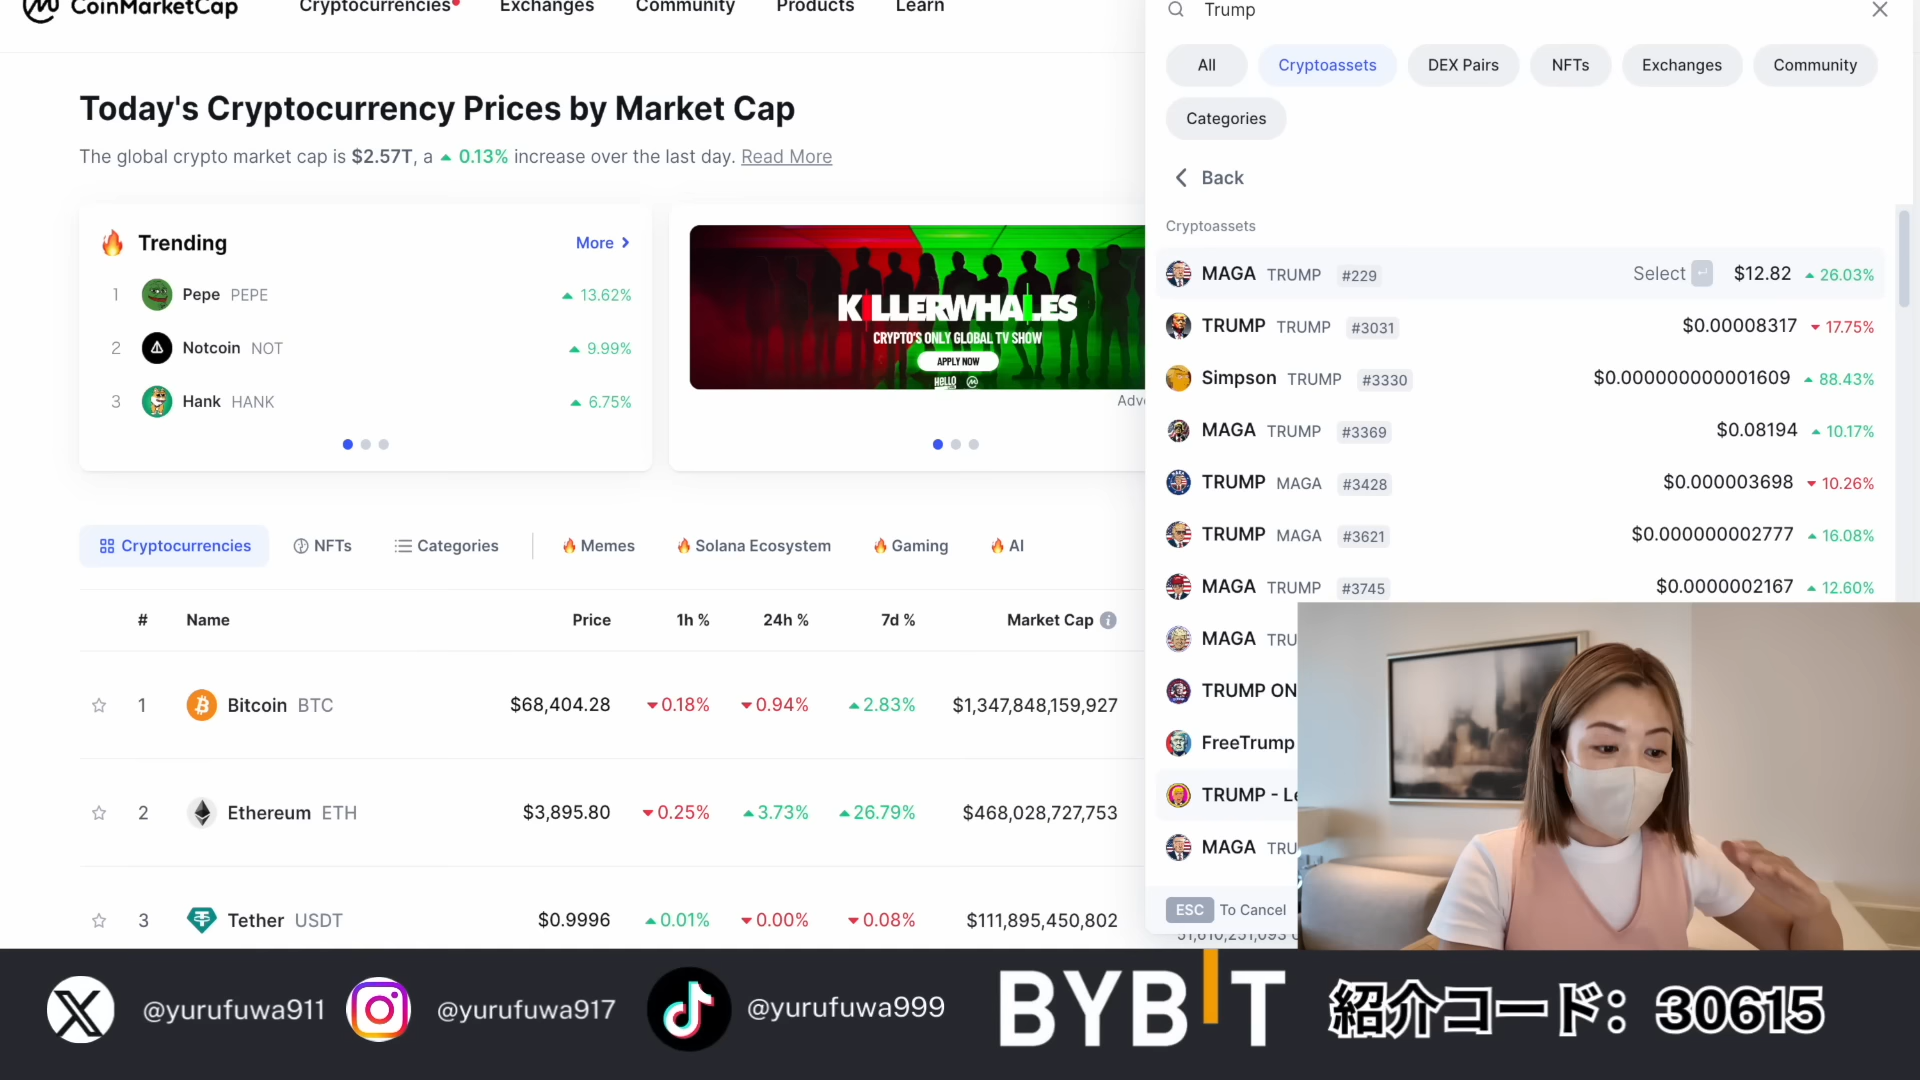 CoinMarketCap
Cryptocurrencies Exchanges Community Products Learn
Today's Cryptocurrency Prices by Market Cap
The global crypto market cap is $2.57T, a 0.13% increase over the last day. Read More
Trending More
1 Pepe PEPE 13.62%
2 Notcoin NOT 9.99%
3 Hank HANK 6.75%
KILLERWHALES
CRYPTO'S ONLY GLOBAL TV SHOW
APPLY NOW
HELLO
Adv
Cryptocurrencies NFTs Categories Memes Solana Ecosystem Gaming AI
# Name Price 1h % 24h % 7d % Market Cap
1 Bitcoin BTC $68,404.28 0.18% 0.94% 2.83% $1,347,848,159,927
2 Ethereum ETH $3,895.80 0.25% 3.73% 26.79% $468,028,727,753
3 Tether USDT $0.9996 0.01% 0.00% 0.08% $111,895,450,802
Trump
All Cryptoassets DEX Pairs NFTs Exchanges Community
Categories
Back
Cryptoassets
MAGA TRUMP #229 Select $12.82 26.03%
TRUMP TRUMP #3031 $0.00008317 17.75%
Simpson TRUMP #3330 $0.000000000001609 88.43%
MAGA TRUMP #3369 $0.08194 10.17%
TRUMP MAGA #3428 $0.000003698 10.26%
TRUMP MAGA #3621 $0.000000002777 16.08%
MAGA TRUMP #3745 $0.0000002167 12.60%
MAGA TRU
TRUMP ON
FreeTrump
TRUMP - Le
MAGA TRU
ESC To Cancel
@yurufuwa911 @yurufuwa917 @yurufuwa999 BYBIT 紹介コード：30615